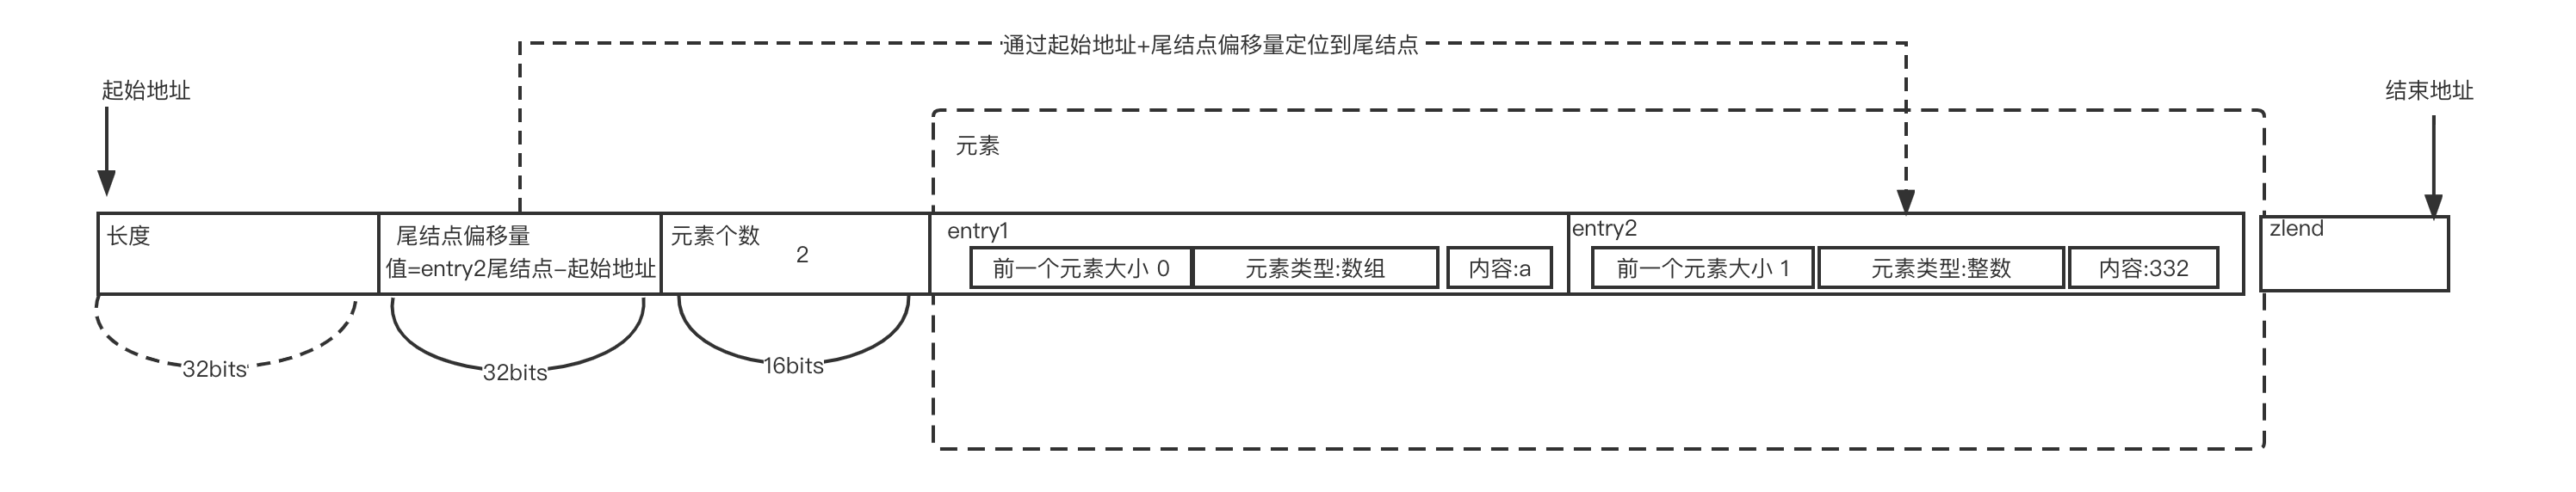 通过起始地址+尾结点偏移量定位到尾结点
起始地址
结束地址
元素
长度
尾结点偏移量
值=entry2尾结点-起始地址
元素个数
2
entry1
前一个元素大小 0
元素类型:数组
内容:a
entry2
前一个元素大小 1
元素类型:整数
内容:332
zlend
32bits
32bits
16bits